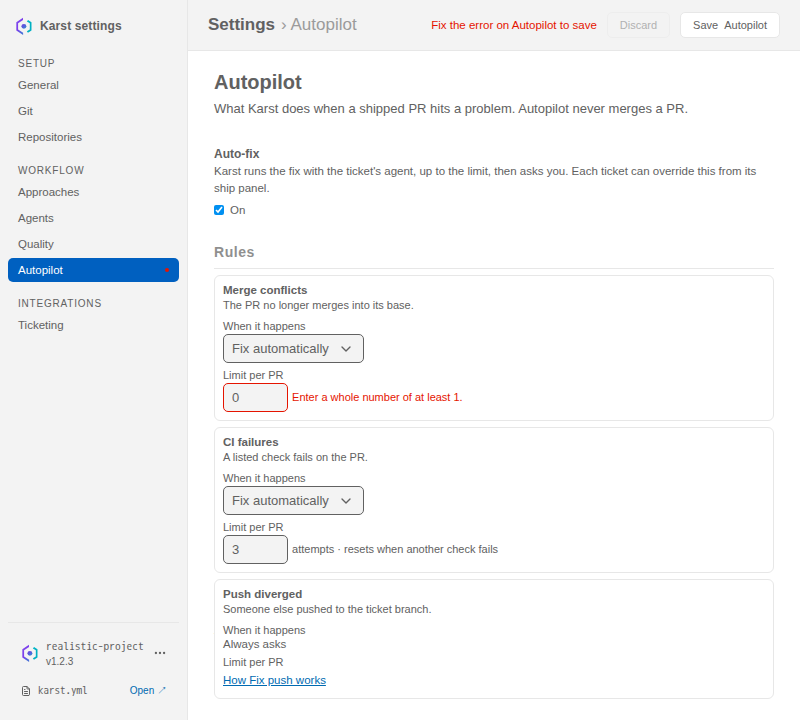 Karst settings
SETUP
General
Git
Repositories
WORKFLOW
Approaches
Agents
Quality
Autopilot
INTEGRATIONS
Ticketing
realistic-project
v1.2.3
karst.yml
Open ↗
Settings › Autopilot
Fix the error on Autopilot to save
Discard
Save Autopilot
Autopilot
What Karst does when a shipped PR hits a problem. Autopilot never merges a PR.
Auto-fix
Karst runs the fix with the ticket's agent, up to the limit, then asks you. Each ticket can override this from its
ship panel.
On
Rules
Merge conflicts
The PR no longer merges into its base.
When it happens
Fix automatically
Limit per PR
0 Enter a whole number of at least 1.
CI failures
A listed check fails on the PR.
When it happens
Fix automatically
Limit per PR
3 attempts · resets when another check fails
Push diverged
Someone else pushed to the ticket branch.
When it happens
Always asks
Limit per PR
How Fix push works